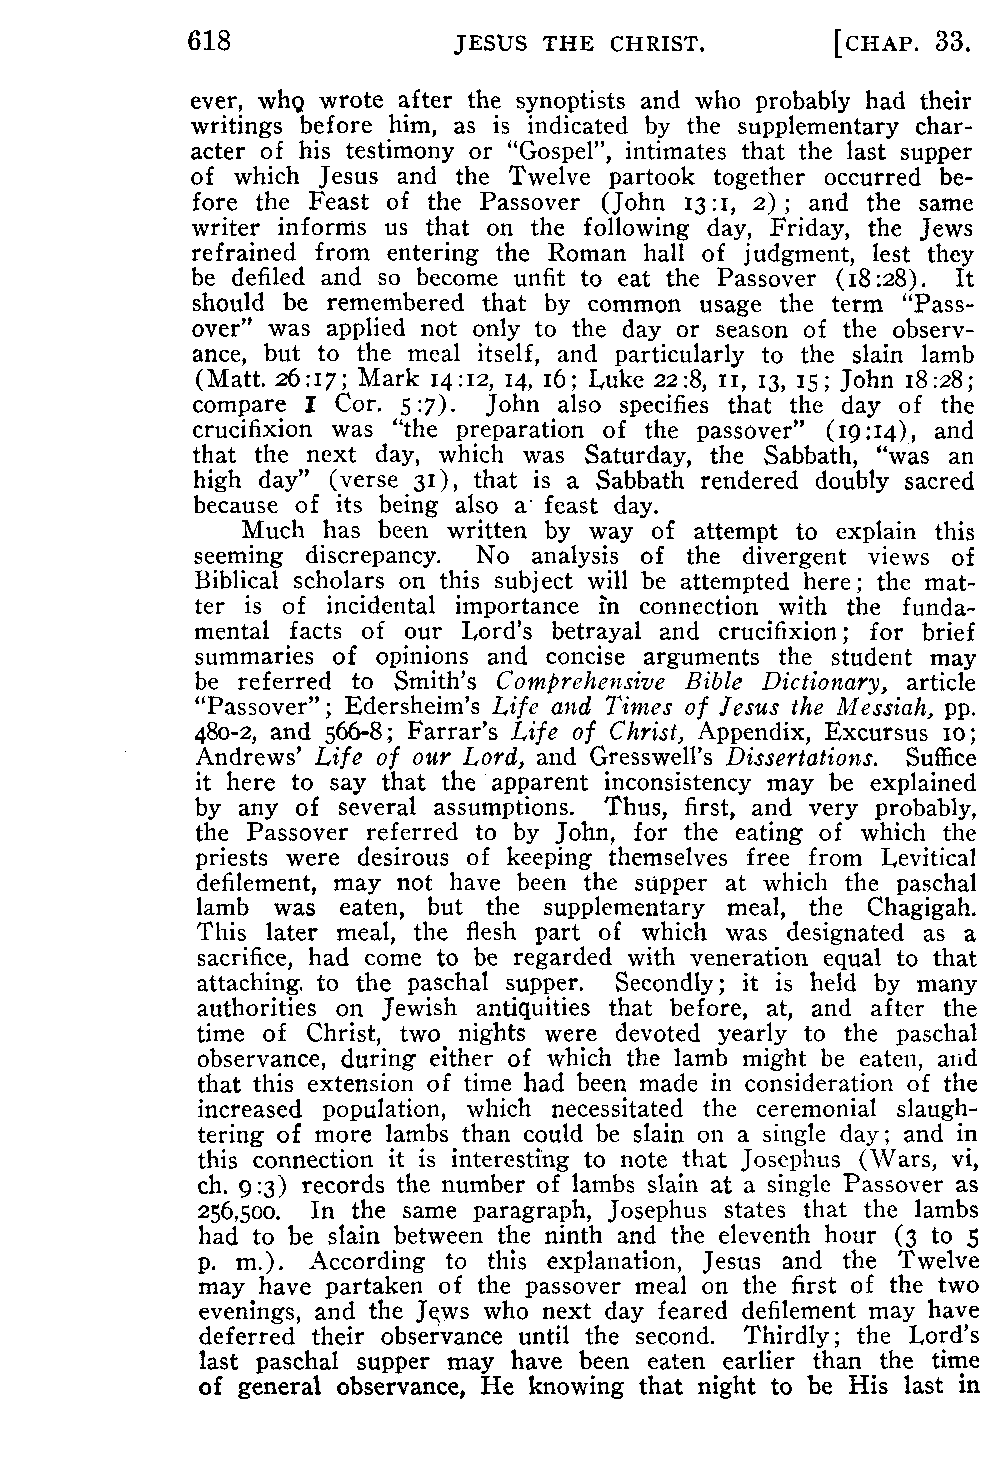 618 JESUS THE CHRIST. [CHAP. 33.
ever, who wrote after the synoptists and who probably had their
writings before him, as is indicated by the supplementary char-
acter of his testimony or “Gospel”, intimates that the last supper
of which Jesus and the Twelve partook together occurred be-
fore the Feast of the Passover (John 13:1, 2); and the same
writer informs us that on the following day, Friday, the Jews
refrained from entering the Roman hall of judgment, lest they
be defiled and so become unfit to eat the Passover (18:28). It
should be remembered that by common usage the term “Pass-
over” was applied not only to the day or season of the observ-
ance, but to the meal itself, and particularly to the slain lamb
(Matt. 26:17; Mark 14:12, 14, 16; Luke 22:8, 11, 13, 15; John 18:28;
compare I Cor. 5:7). John also specifies that the day of the
crucifixion was “the preparation of the passover” (19:14), and
that the next day, which was Saturday, the Sabbath, “was an
high day” (verse 31), that is a Sabbath rendered doubly sacred
because of its being also a feast day.
Much has been written by way of attempt to explain this
seeming discrepancy. No analysis of the divergent views of
Biblical scholars on this subject will be attempted here; the mat-
ter is of incidental importance in connection with the funda-
mental facts of our Lord's betrayal and crucifixion; for brief
summaries of opinions and concise arguments the student may
be referred to Smith's Comprehensive Bible Dictionary, article
“Passover”; Edersheim's Life and Times of Jesus the Messiah, pp.
480-2, and 566-8; Farrar's Life of Christ, Appendix, Excursus 10;
Andrews' Life of our Lord, and Gresswell's Dissertations. Suffice
it here to say that the apparent inconsistency may be explained
by any of several assumptions. Thus, first, and very probably,
the Passover referred to by John, for the eating of which the
priests were desirous of keeping themselves free from Levitical
defilement, may not have been the supper at which the paschal
lamb was eaten, but the supplementary meal, the Chagigah.
This later meal, the flesh part of which was designated as a
sacrifice, had come to be regarded with veneration equal to that
attaching to the paschal supper. Secondly; it is held by many
authorities on Jewish antiquities that before, at, and after the
time of Christ, two nights were devoted yearly to the paschal
observance, during either of which the lamb might be eaten, and
that this extension of time had been made in consideration of the
increased population, which necessitated the ceremonial slaugh-
tering of more lambs than could be slain on a single day; and in
this connection it is interesting to note that Josephus (Wars, vi,
ch. 9:3) records the number of lambs slain at a single Passover as
256,500. In the same paragraph, Josephus states that the lambs
had to be slain between the ninth and the eleventh hour (3 to 5
p. m.). According to this explanation, Jesus and the Twelve
may have partaken of the passover meal on the first of the two
evenings, and the Jews who next day feared defilement may have
deferred their observance until the second. Thirdly; the Lord's
last paschal supper may have been eaten earlier than the time
of general observance, He knowing that night to be His last in